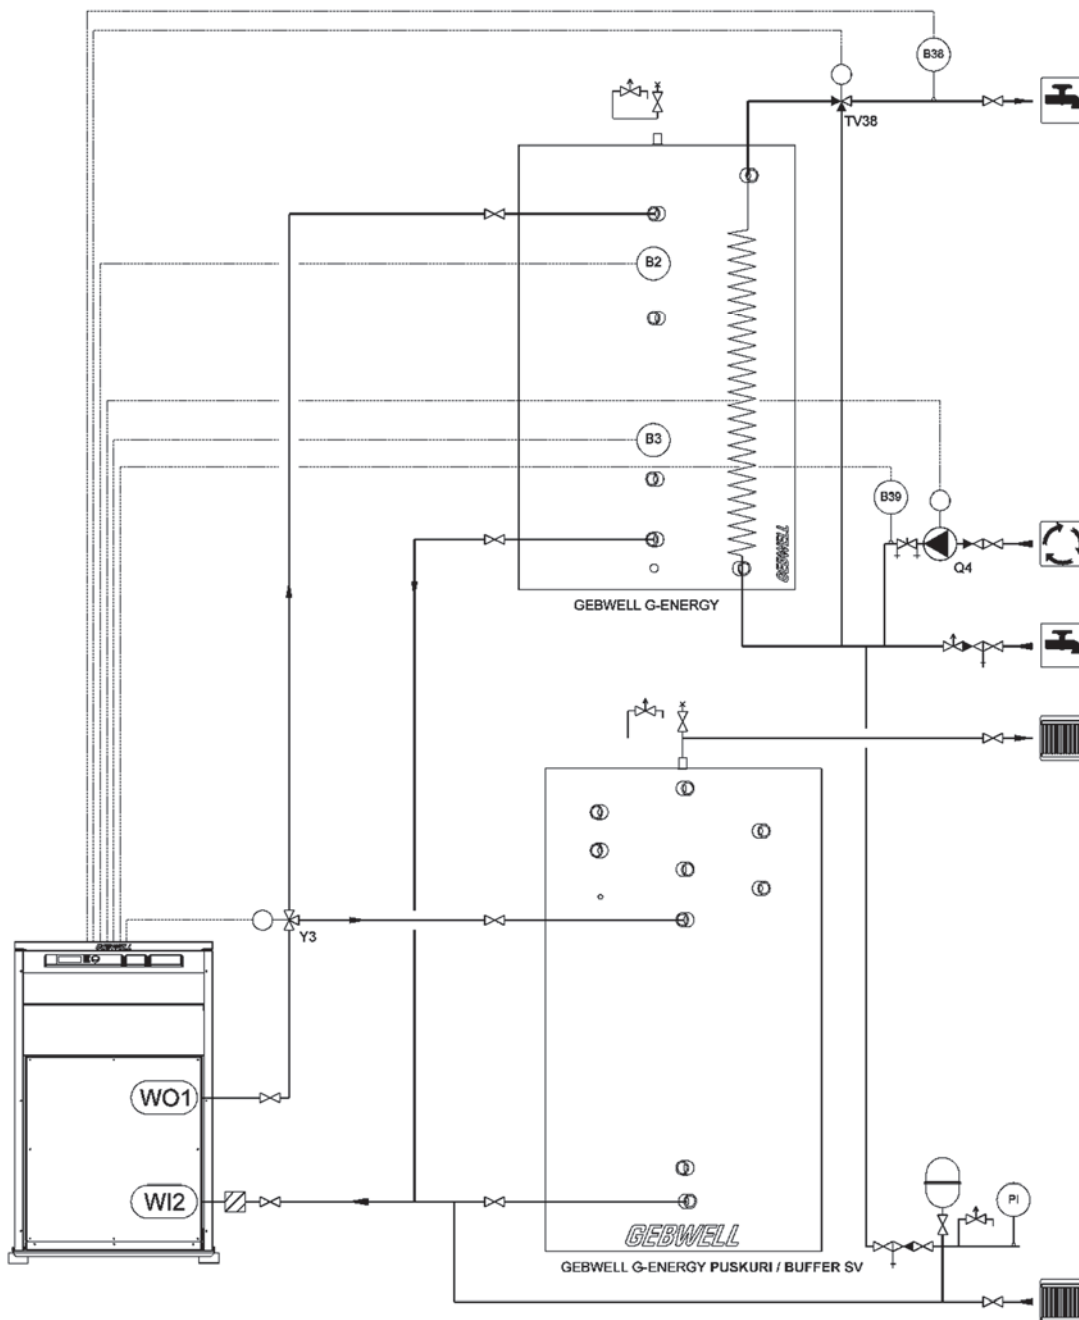 B38
TV38
B2
B3
B39
GEBWELL
Q4
GEBWELL G-ENERGY
Y3
GEBWELL
WO1
WI2
PI
GEBWELL
GEBWELL G-ENERGY PUSKURI / BUFFER SV